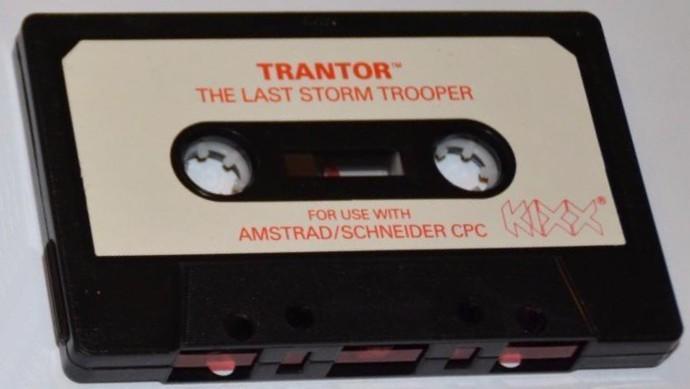 TRANTOR™
THE LAST STORM TROOPER
FOR USE WITH
AMSTRAD/SCHNEIDER CPC
KIXX®